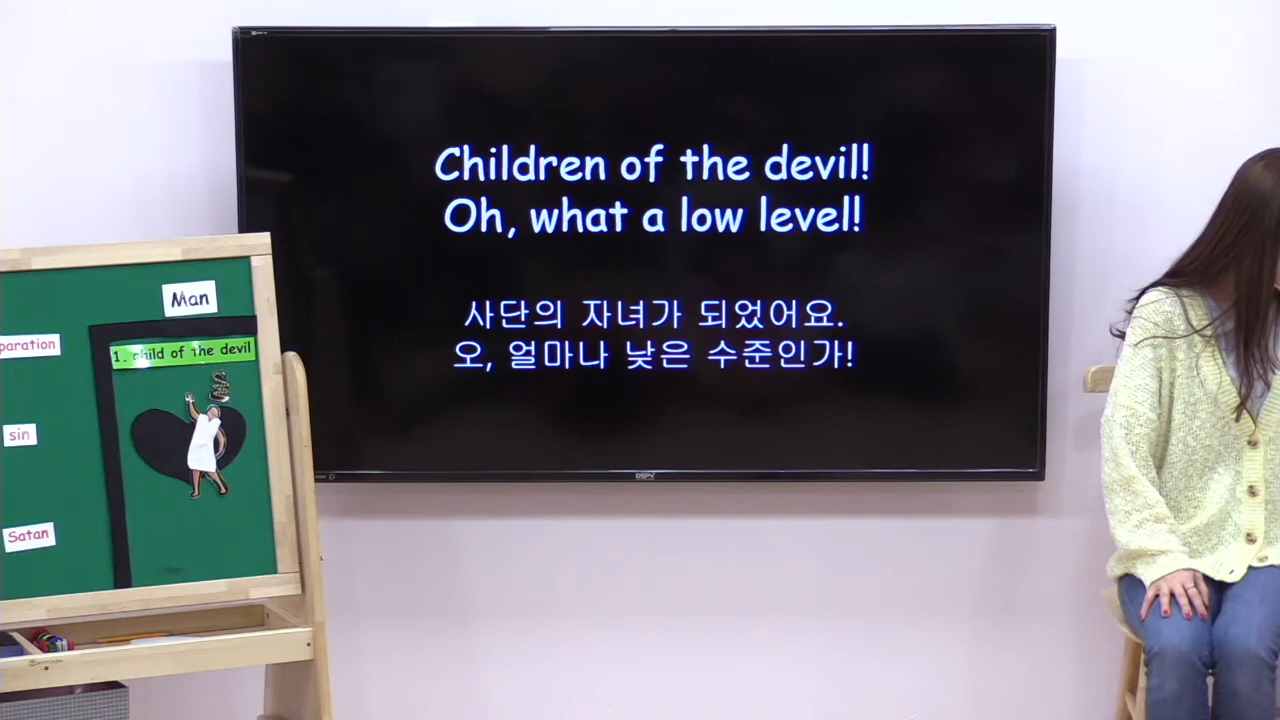 Children of the devil!
Oh, what a low level!
사단의 자녀가 되었어요.
오, 얼마나 낮은 수준인가!
Man
paration
1. child of the devil
sin
Satan